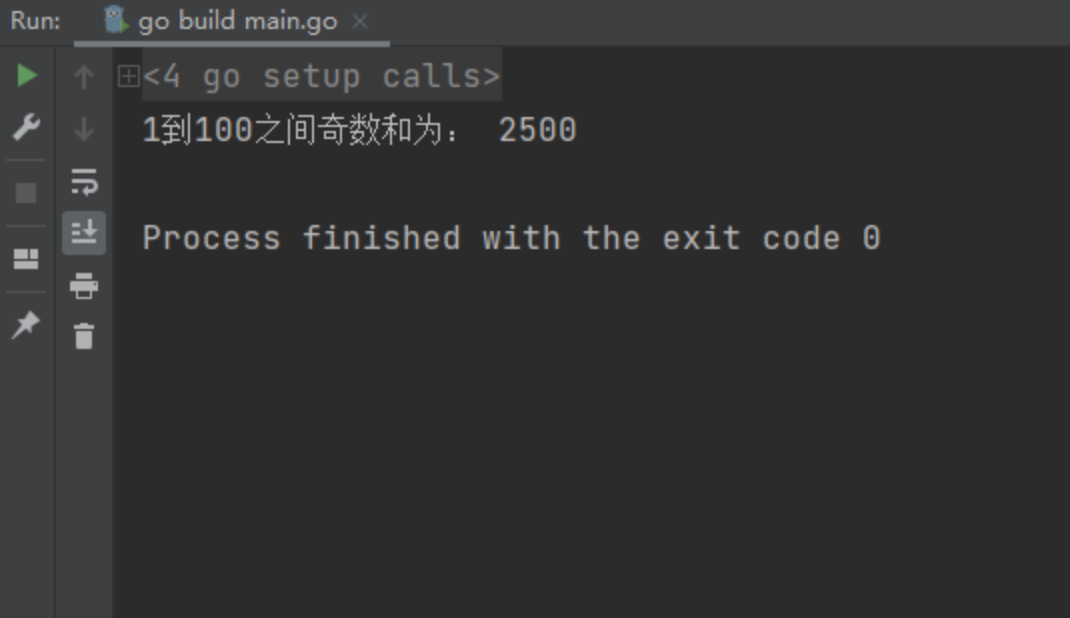 Run: go build main.go
<4 go setup calls>
1到100之间奇数和为： 2500
Process finished with the exit code 0